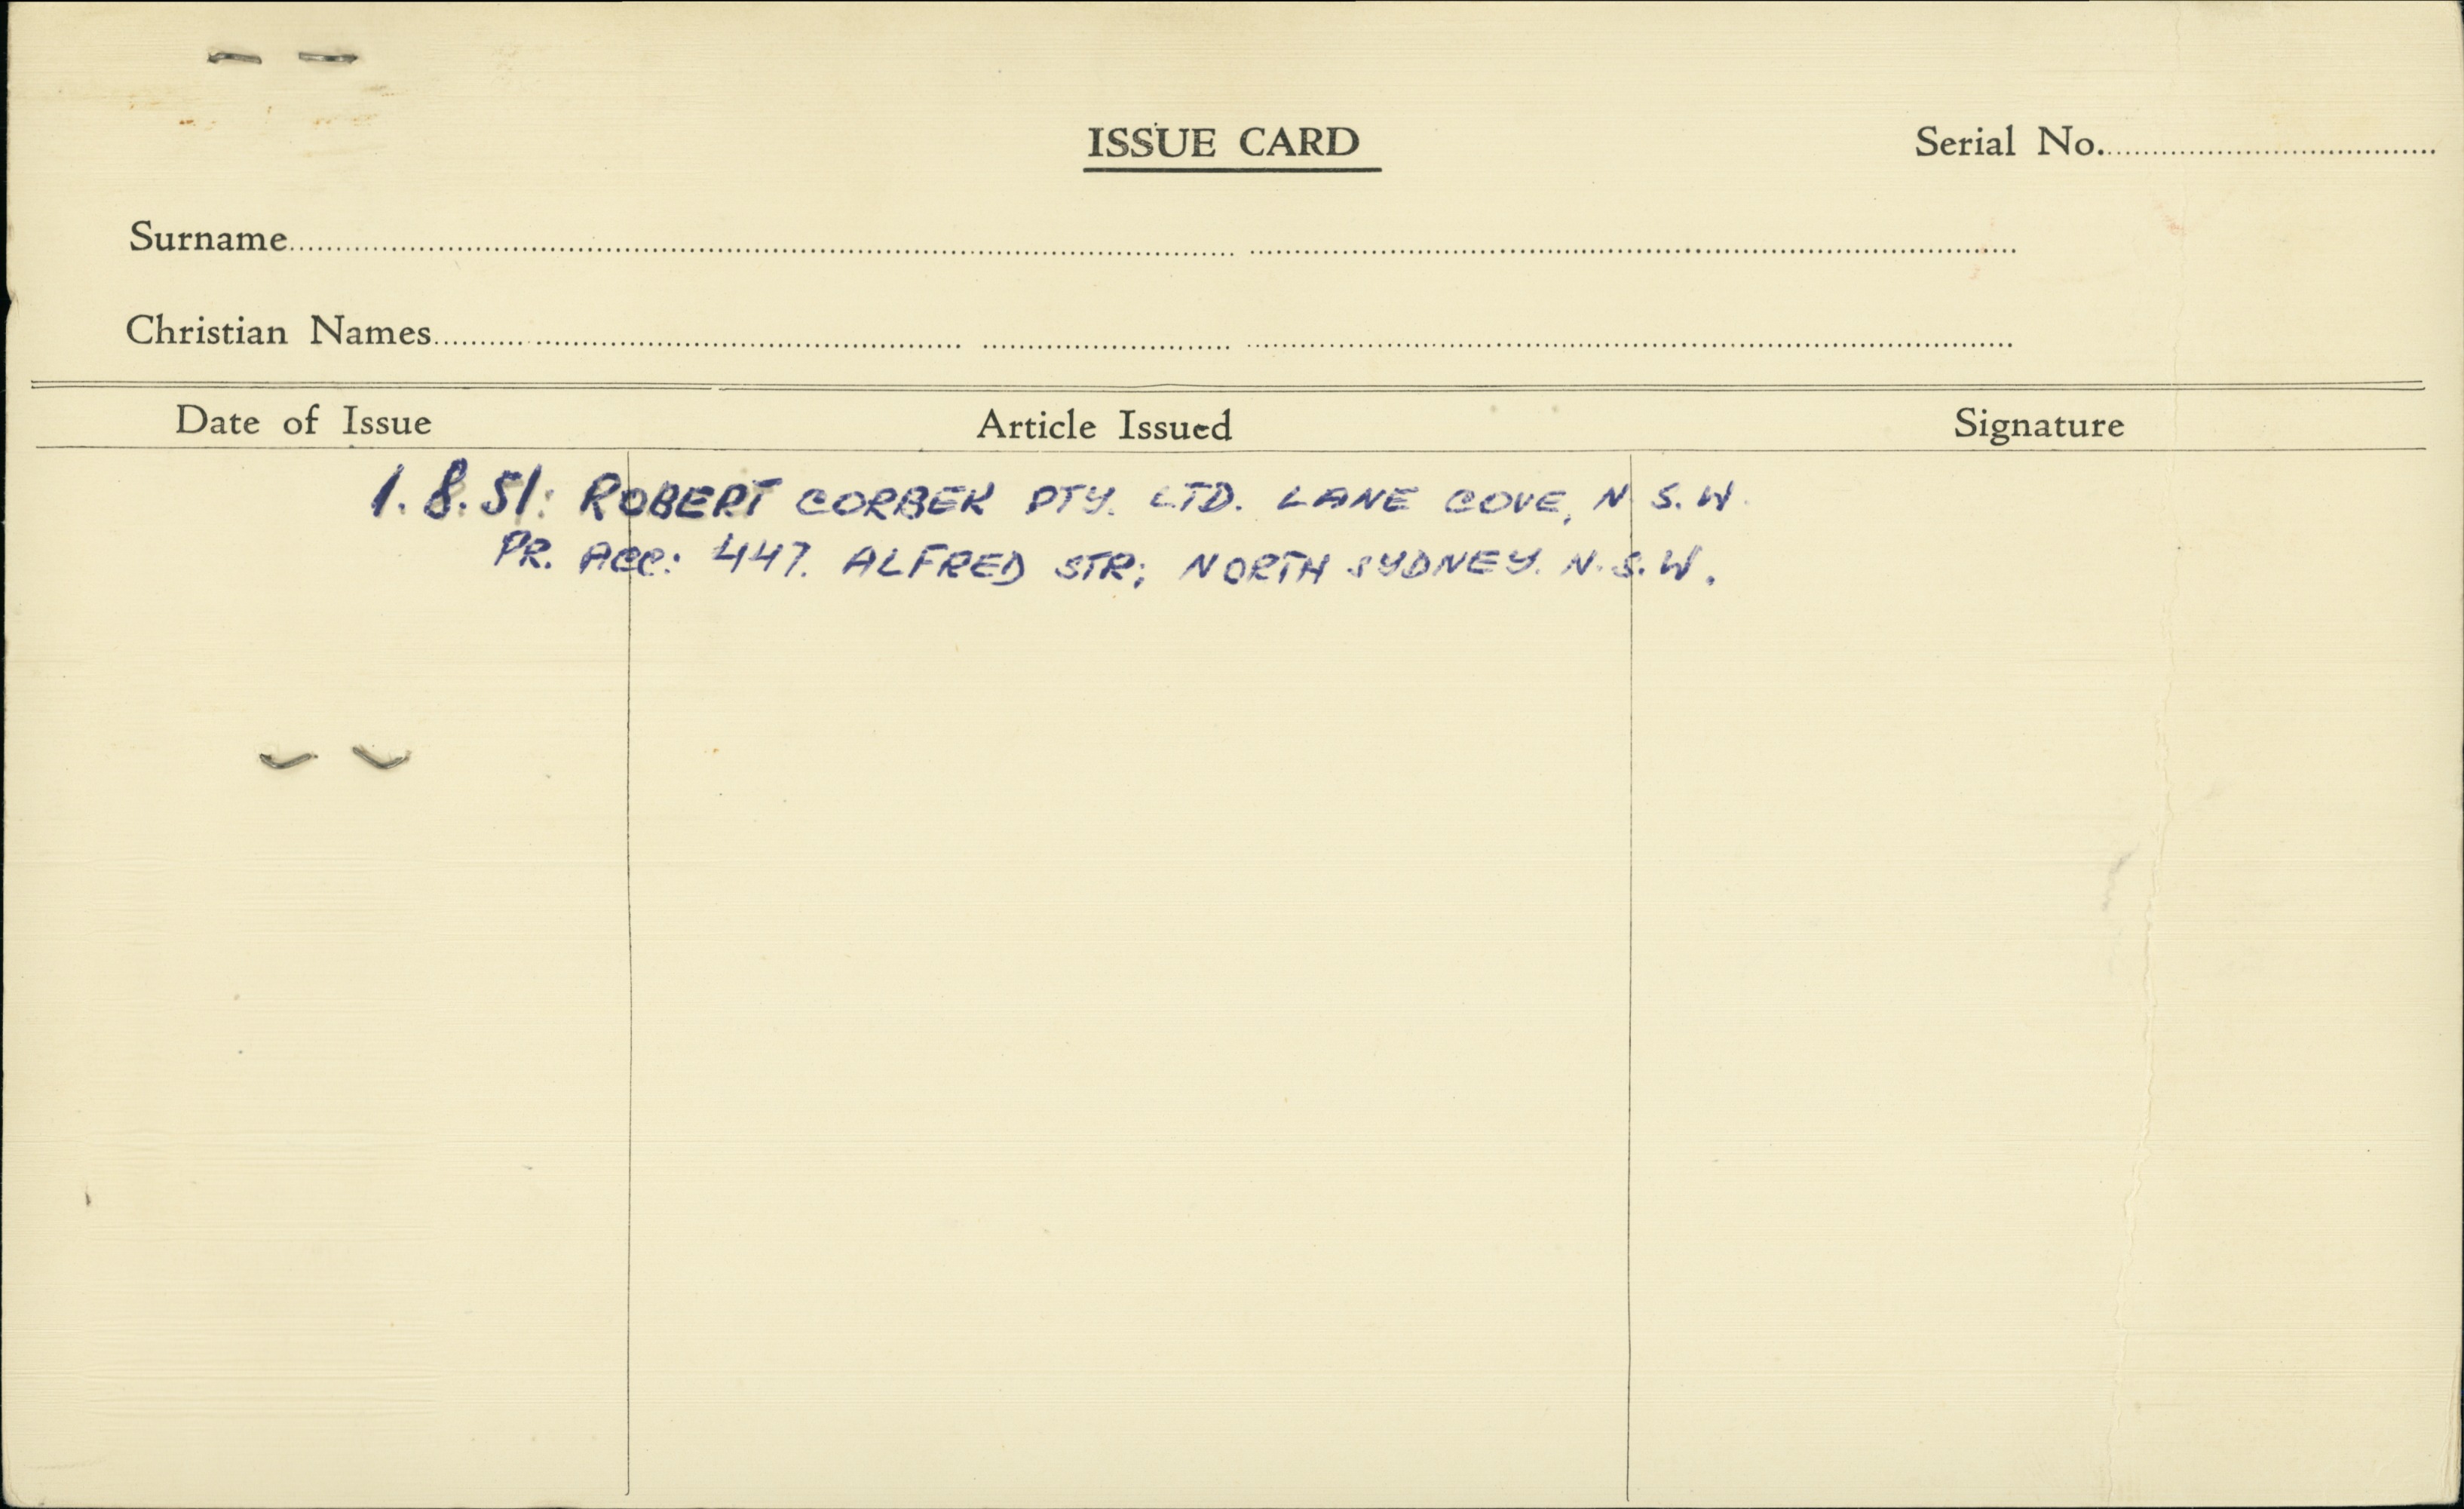 ISSUE CARD
Serial No.
Surname
Christian Names
Date of Issue Article Issued Signature
1.8.51: ROBERT CORBEK PTY. LTD. LANE COVE, N.S.W.
PR. ACC: 447. ALFRED STR; NORTH SYDNEY. N.S.W.